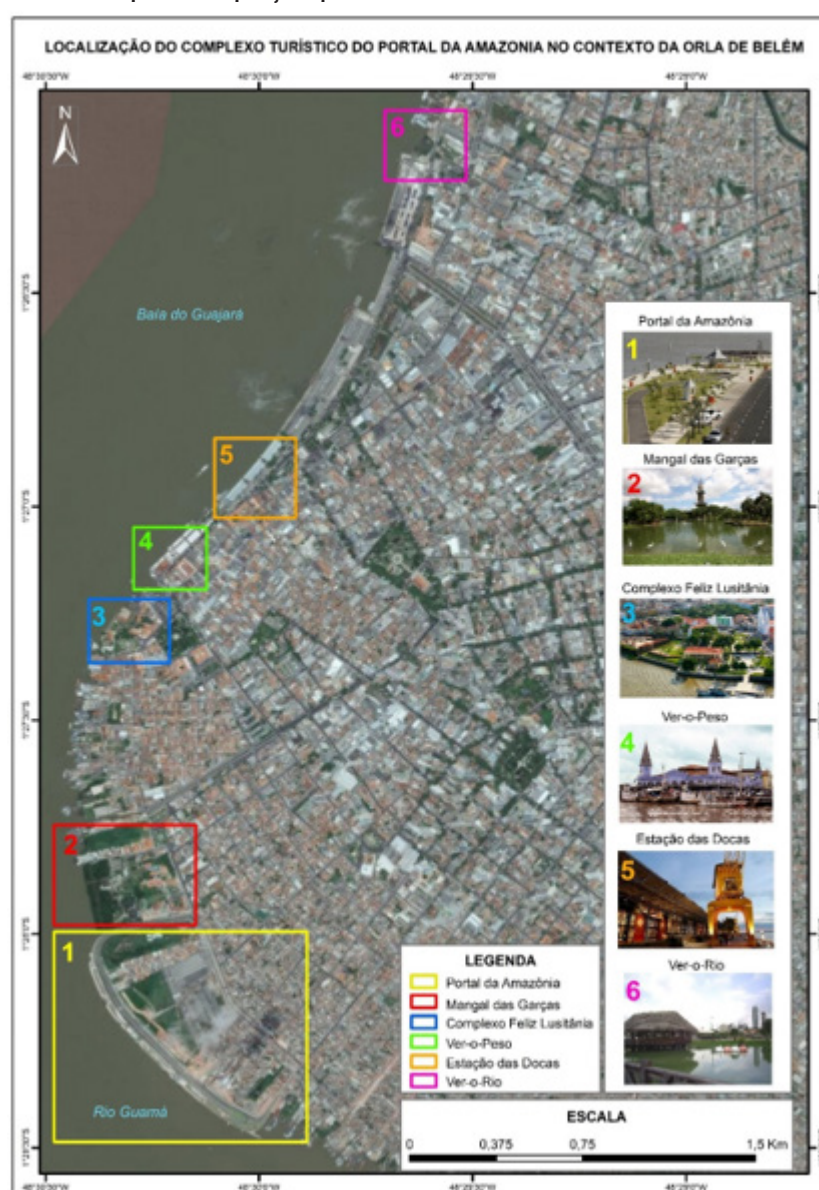 LOCALIZAÇÃO DO COMPLEXO TURÍSTICO DO PORTAL DA AMAZONIA NO CONTEXTO DA ORLA DE BELÉM
N
6
Baía do Guajará
5
4
3
2
1
Rio Guamá
Portal da Amazônia
1
Mangal das Garças
2
Complexo Feliz Lusitânia
3
Ver-o-Peso
4
Estação das Docas
5
Ver-o-Rio
6
LEGENDA
Portal da Amazônia
Mangal das Garças
Complexo Feliz Lusitânia
Ver-o-Peso
Estação das Docas
Ver-o-Rio
ESCALA
0 0,375 0,75 1,5 Km